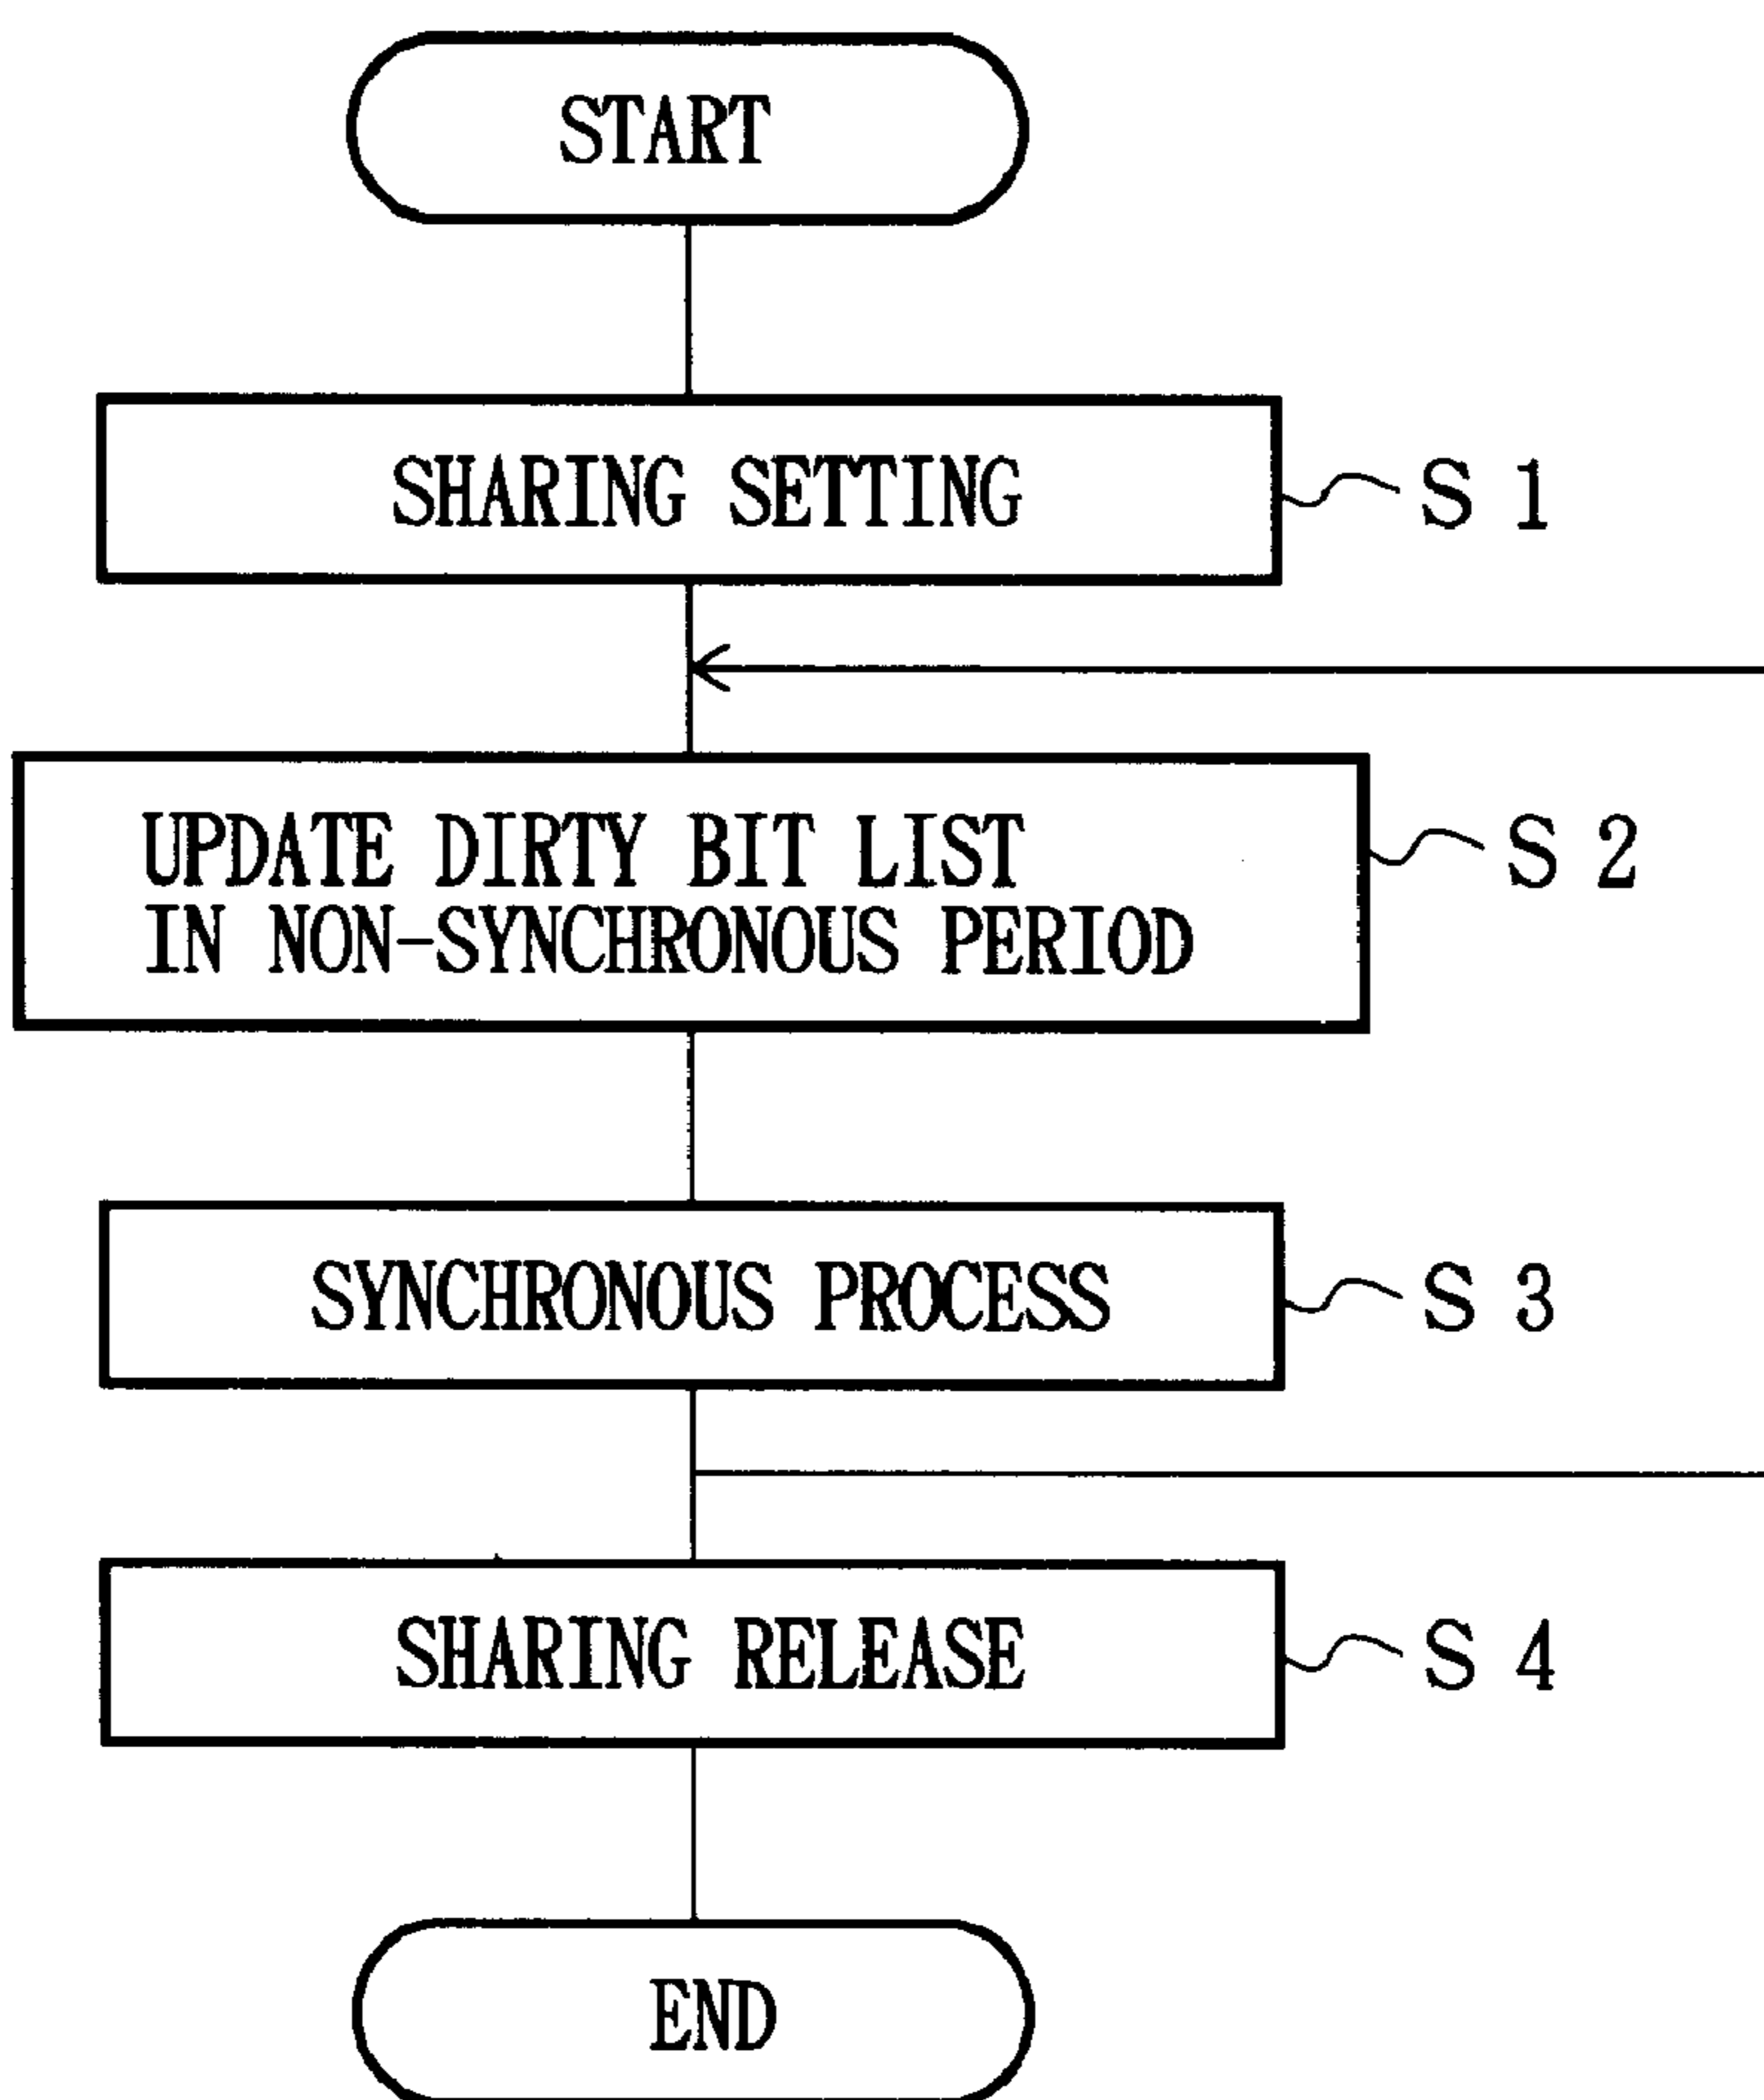 START
SHARING SETTING
S 1
UPDATE DIRTY BIT LIST
IN NON-SYNCHRONOUS PERIOD
S 2
SYNCHRONOUS PROCESS
S 3
SHARING RELEASE
S 4
END